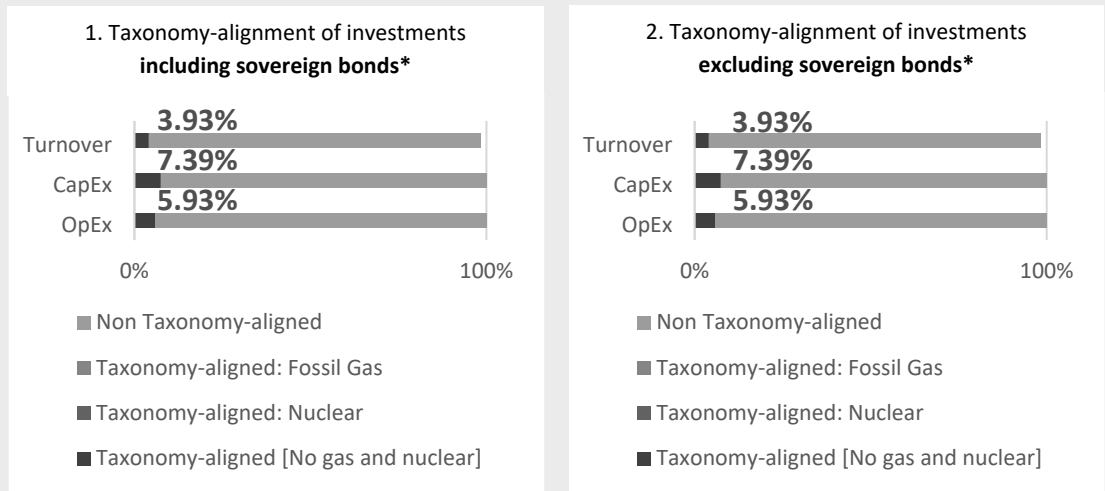 1. Taxonomy-alignment of investments
including sovereign bonds*
3.93%
Turnover
7.39%
CapEx
5.93%
OpEx
0%
100%
Non Taxonomy-aligned
Taxonomy-aligned: Fossil Gas
Taxonomy-aligned: Nuclear
Taxonomy-aligned [No gas and nuclear]
2. Taxonomy-alignment of investments
excluding sovereign bonds*
3.93%
Turnover
7.39%
CapEx
5.93%
OpEx
0%
100%
Non Taxonomy-aligned
Taxonomy-aligned: Fossil Gas
Taxonomy-aligned: Nuclear
Taxonomy-aligned [No gas and nuclear]